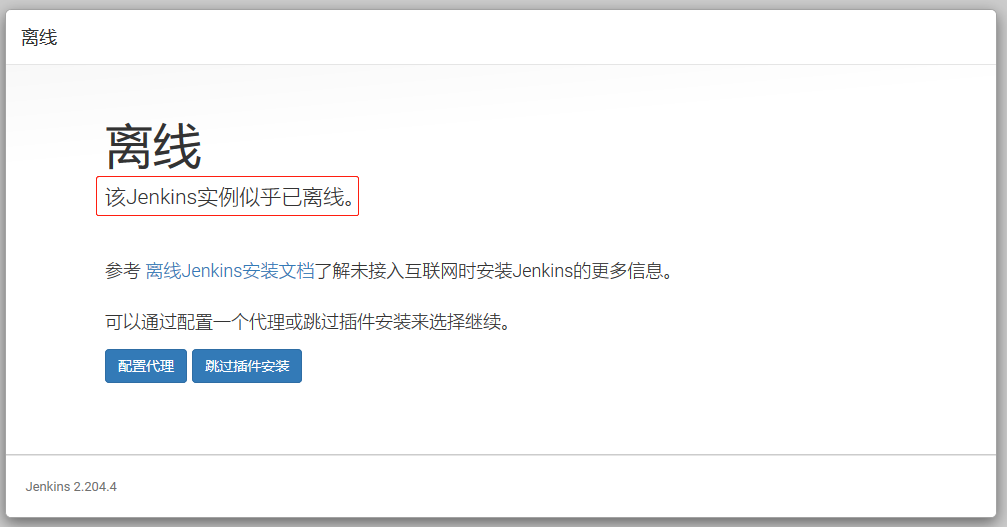 离线
离线
该Jenkins实例似乎已离线。
参考 离线Jenkins安装文档了解未接入互联网时安装Jenkins的更多信息。
可以通过配置一个代理或跳过插件安装来选择继续。
配置代理 跳过插件安装
Jenkins 2.204.4